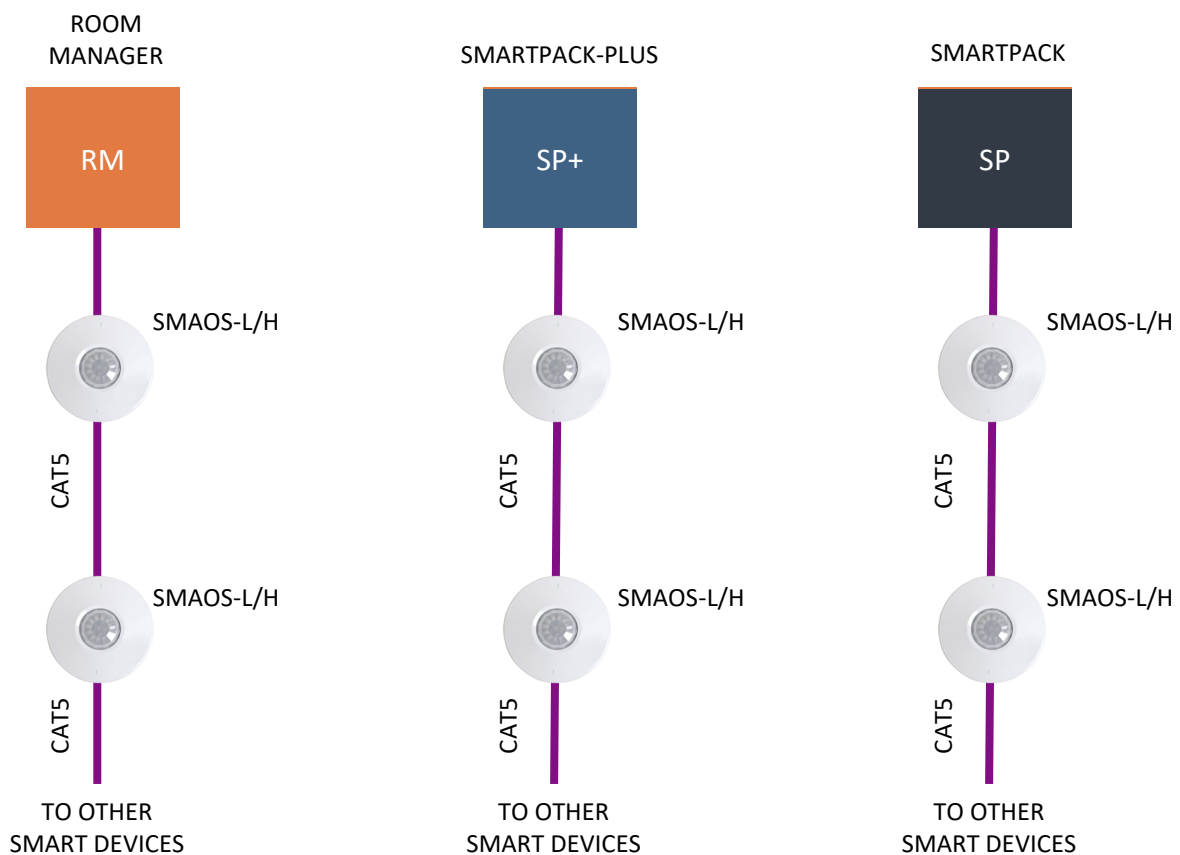 ROOM
MANAGER
SMARTPACK-PLUS
SMARTPACK
RM
SP+
SP
SMAOS-L/H
SMAOS-L/H
SMAOS-L/H
CAT5
CAT5
CAT5
SMAOS-L/H
SMAOS-L/H
SMAOS-L/H
CAT5
CAT5
CAT5
TO OTHER
SMART DEVICES
TO OTHER
SMART DEVICES
TO OTHER
SMART DEVICES